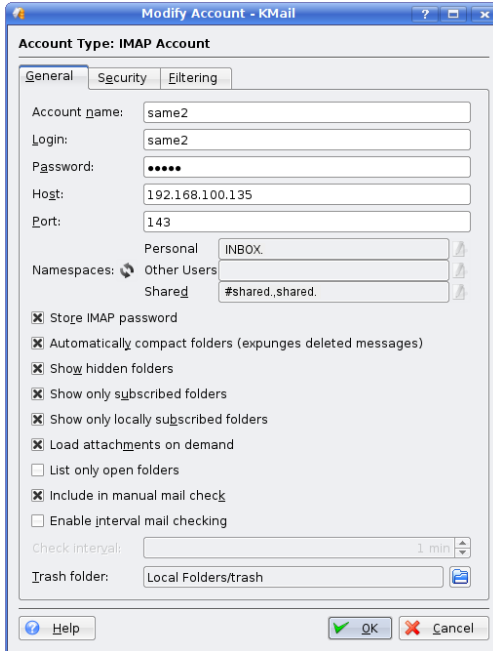 Modify Account - KMail
Account Type: IMAP Account
General Security Filtering
Account name: same2
Login: same2
Password: •••••
Host: 192.168.100.135
Port: 143
Personal INBOX.
Namespaces: Other Users
Shared #shared.,shared.
Store IMAP password
Automatically compact folders (expunges deleted messages)
Show hidden folders
Show only subscribed folders
Show only locally subscribed folders
Load attachments on demand
List only open folders
Include in manual mail check
Enable interval mail checking
Check interval: 1 min
Trash folder: Local Folders/trash
Help OK Cancel